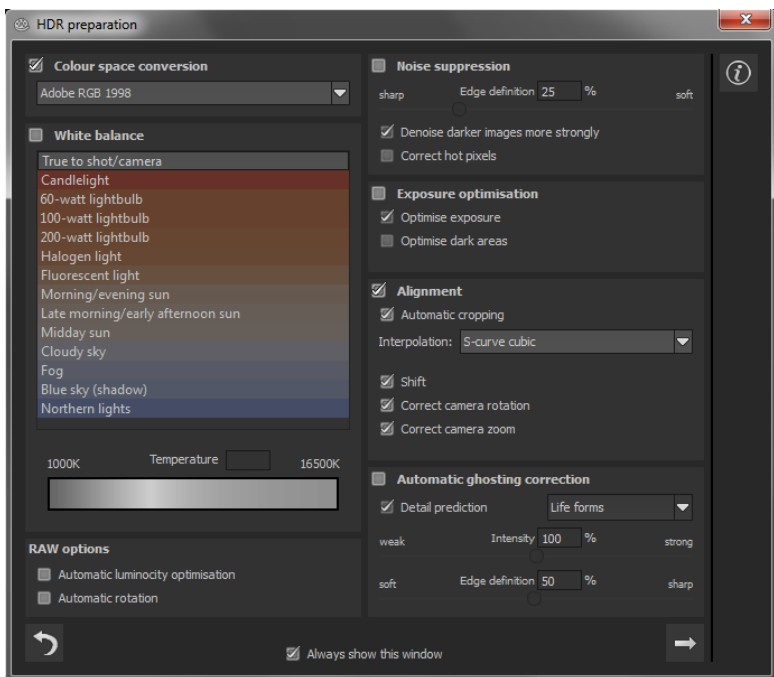 HDR preparation
Colour space conversion
Adobe RGB 1998
White balance
True to shot/camera
Candlelight
60-watt lightbulb
100-watt lightbulb
200-watt lightbulb
Halogen light
Fluorescent light
Morning/evening sun
Late morning/early afternoon sun
Midday sun
Cloudy sky
Fog
Blue sky (shadow)
Northern lights
1000K Temperature 16500K
RAW options
Automatic luminocity optimisation
Automatic rotation
Noise suppression
sharp Edge definition 25 % soft
Denoise darker images more strongly
Correct hot pixels
Exposure optimisation
Optimise exposure
Optimise dark areas
Alignment
Automatic cropping
Interpolation: S-curve cubic
Shift
Correct camera rotation
Correct camera zoom
Automatic ghosting correction
Detail prediction Life forms
weak Intensity 100 % strong
soft Edge definition 50 % sharp
Always show this window